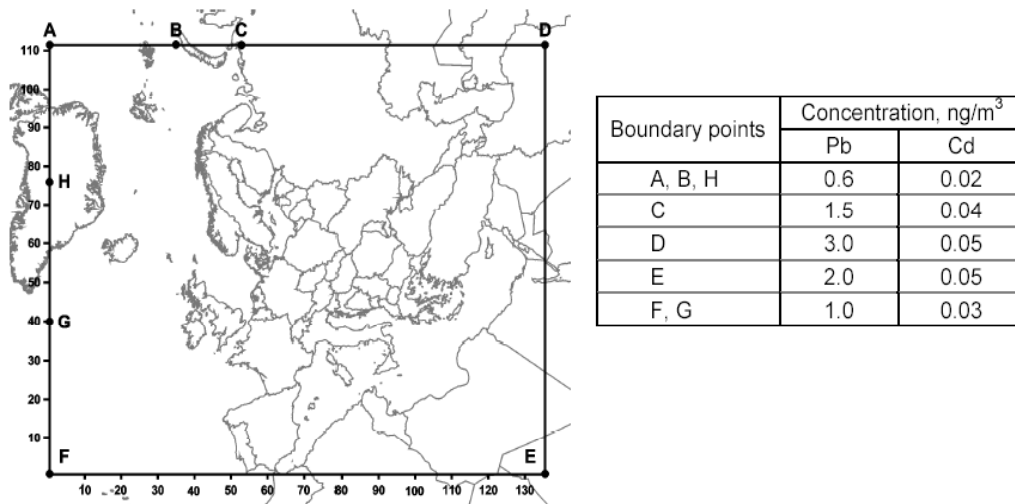 A B C D
110
100
90
80
H
70
60
50
40
G
30
20
10
F E
10 -20 30 40 50 60 70 80 90 100 110 120 130
Boundary points Concentration, ng/m³
Pb Cd
A, B, H 0.6 0.02
C 1.5 0.04
D 3.0 0.05
E 2.0 0.05
F, G 1.0 0.03